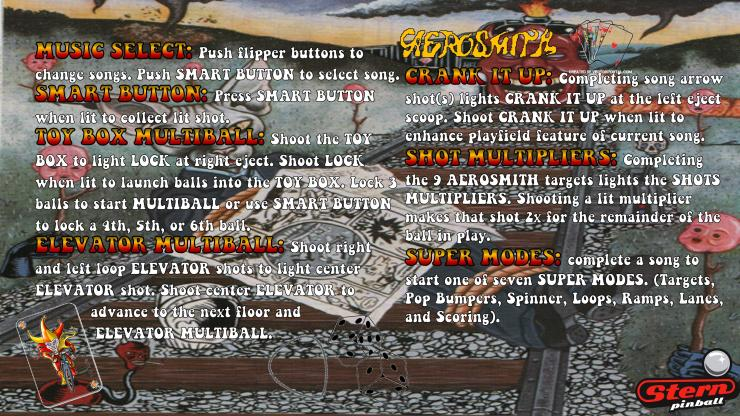 MUSIC SELECT: Push flipper buttons to
change songs. Push SMART BUTTON to select song.
SMART BUTTON: Press SMART BUTTON
when lit to collect lit shot.
TOY BOX MULTIBALL: Shoot the TOY
BOX to light LOCK at right eject. Shoot LOCK
when lit to launch balls into the TOY BOX. Lock 3
balls to start MULTIBALL or use SMART BUTTON
to lock a 4th, 5th, or 6th ball.
ELEVATOR MULTIBALL: Shoot right
and left loop ELEVATOR shots to light center
ELEVATOR shot. Shoot center ELEVATOR to
advance to the next floor and
ELEVATOR MULTIBALL.
AEROSMITH
CRANK IT UP: Completing song arrow
shot(s) lights CRANK IT UP at the left eject
scoop. Shoot CRANK IT UP when lit to
enhance playfield feature of current song.
SHOT MULTIPLIERS: Completing
the 9 AEROSMITH targets lights the SHOTS
MULTIPLIERS. Shooting a lit multiplier
makes that shot 2x for the remainder of the
ball in play.
SUPER MODES: complete a song to
start one of seven SUPER MODES. (Targets,
Pop Bumpers, Spinner, Loops, Ramps, Lanes,
and Scoring).
Stern
pinball